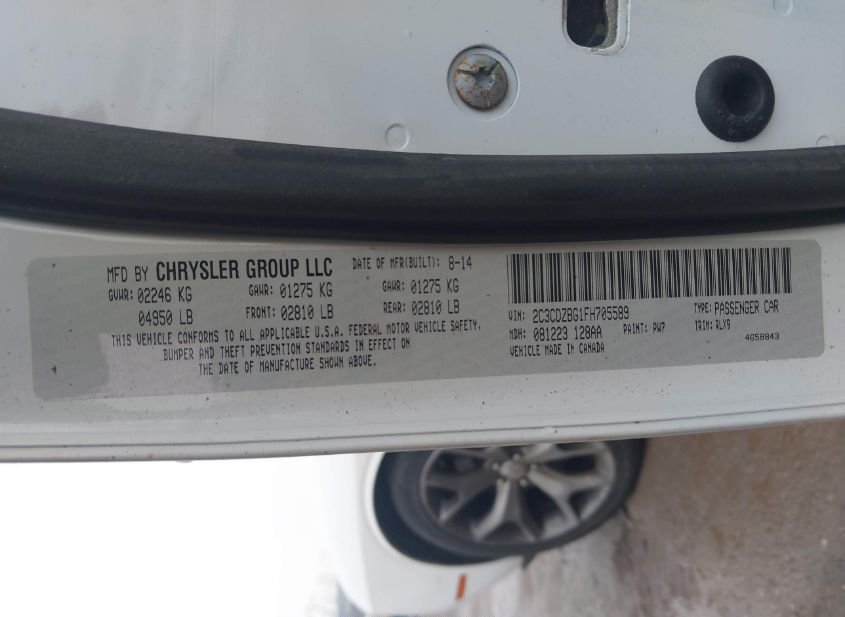 MFD BY CHRYSLER GROUP LLC DATE OF MFR(BUILT): 8-14
GVWR: 02246 KG GAWR: 01275 KG GAWR: 01275 KG
04950 LB FRONT: 02810 LB REAR: 02810 LB
THIS VEHICLE CONFORMS TO ALL APPLICABLE U.S.A. FEDERAL MOTOR VEHICLE SAFETY,
BUMPER AND THEFT PREVENTION STANDARDS IN EFFECT ON
THE DATE OF MANUFACTURE SHOWN ABOVE.
VIN: 2C3CDZBG1FH705589 TYPE: PASSENGER CAR
MDH: 081223 129AA PAINT: PW7 TRIM: RLX9
VEHICLE MADE IN CANADA 4658843